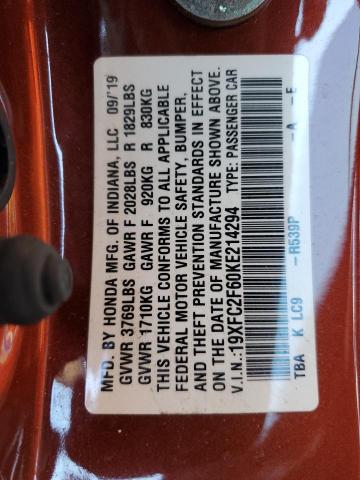 MFD. BY HONDA MFG. OF INDIANA, LLC 09/'19
GVWR 3769LBS GAWR F 2028LBS R 1829LBS
GVWR 1710KG GAWR F 920KG R 830KG
THIS VEHICLE CONFORMS TO ALL APPLICABLE
FEDERAL MOTOR VEHICLE SAFETY, BUMPER,
AND THEFT PREVENTION STANDARDS IN EFFECT
ON THE DATE OF MANUFACTURE SHOWN ABOVE.
V.I.N.: 19XFC2F60KE214294 TYPE: PASSENGER CAR
TBA K LC9 -R539P -A -E